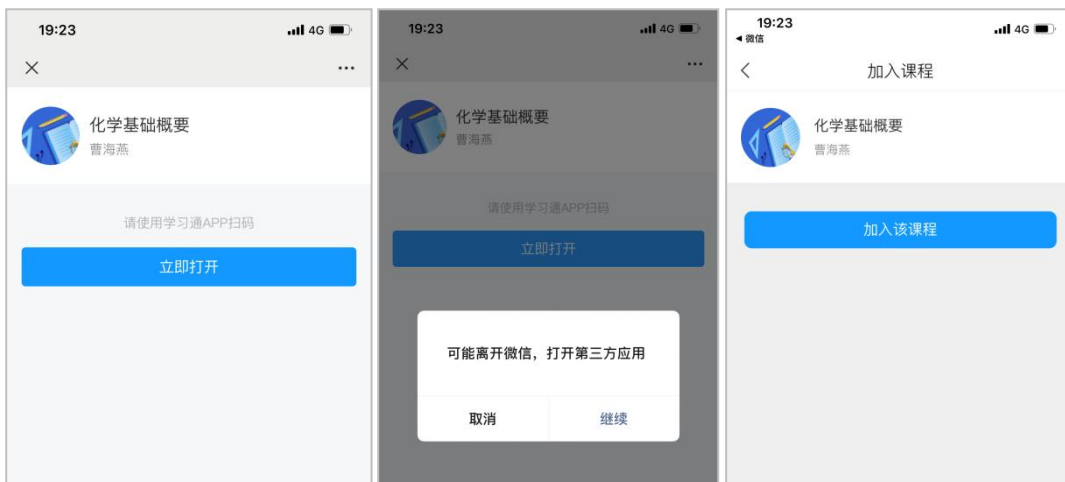 19:23
4G
化学基础概要
曹海燕
请使用学习通APP扫码
立即打开
19:23
4G
化学基础概要
曹海燕
请使用学习通APP扫码
立即打开
可能离开微信，打开第三方应用
取消
继续
19:23
4G
微信
加入课程
化学基础概要
曹海燕
加入该课程